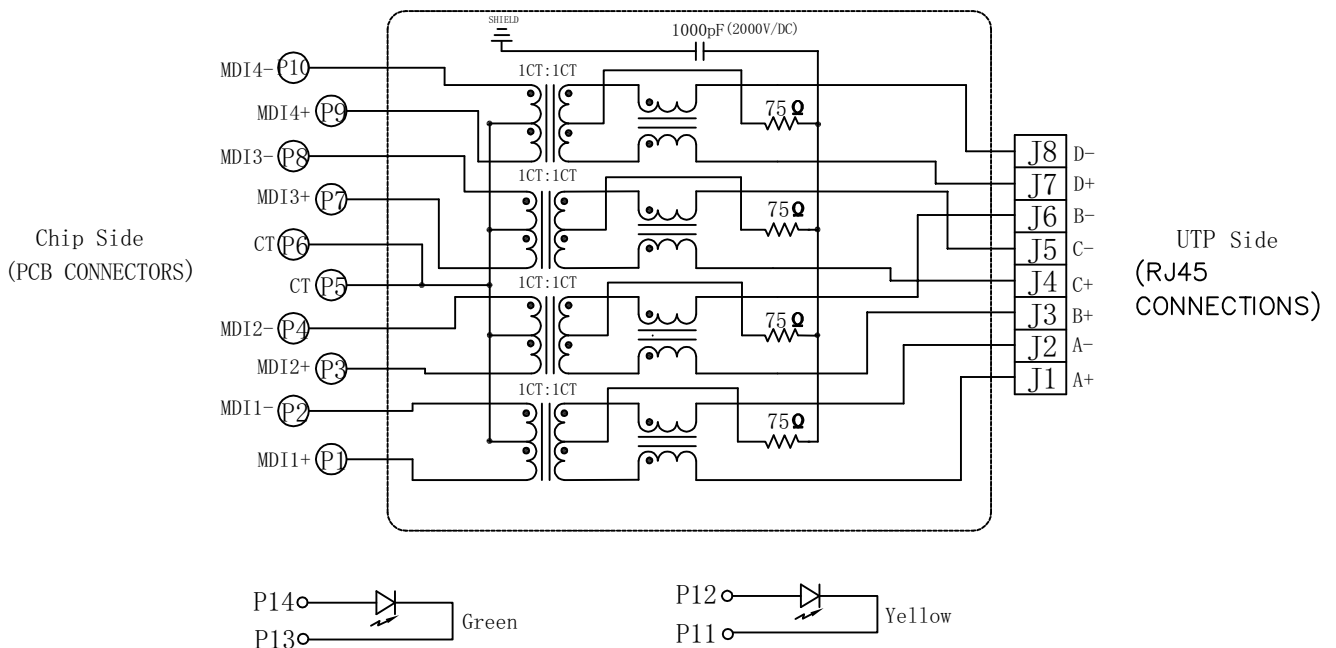 SHIELD
1000pF(2000V/DC)
MDI4- P10
1CT:1CT
MDI4+ P9
75Ω
J8 D-
MDI3- P8
1CT:1CT
J7 D+
MDI3+ P7
75Ω
J6 B-
Chip Side
(PCB CONNECTORS)
CT P6
J5 C-
UTP Side
(RJ45
CONNECTIONS)
CT P5
1CT:1CT
J4 C+
MDI2- P4
75Ω
J3 B+
MDI2+ P3
J2 A-
1CT:1CT
J1 A+
MDI1- P2
75Ω
MDI1+ P1
P14
P13
Green
P12
P11
Yellow